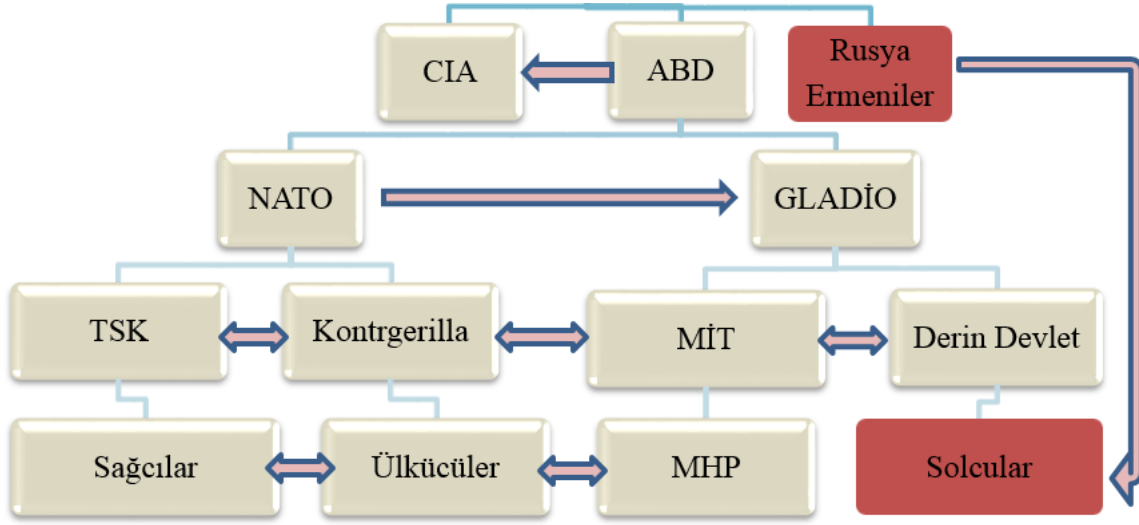 CIA
ABD
Rusya
Ermeniler
NATO
GLADİO
TSK
Kontrgerilla
MİT
Derin Devlet
Sağcılar
Ülkücüler
MHP
Solcular